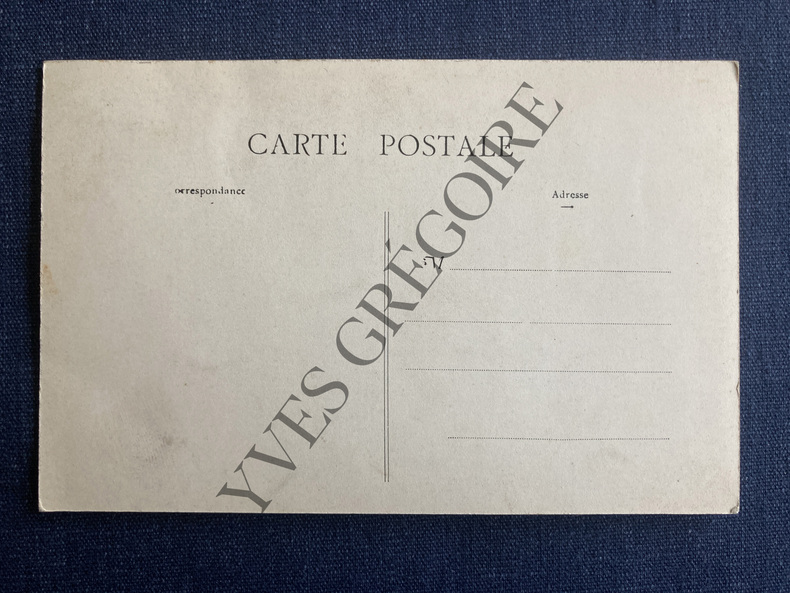 CARTE POSTALE
orrespondance
Adresse
YVES GRÉGOIRE